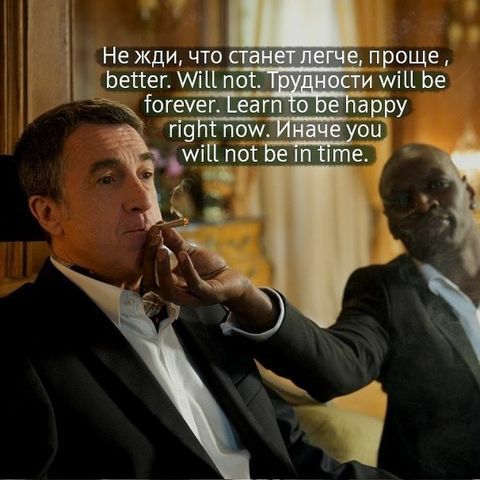 Не жди, что станет легче, проще ,
better. Will not. Трудности will be
forever. Learn to be happy
right now. Иначе you
will not be in time.